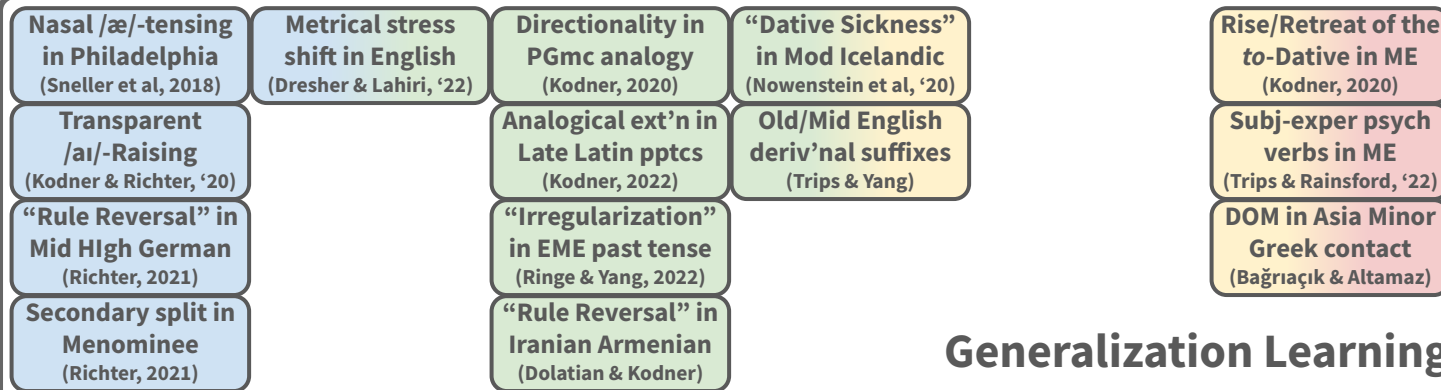 Nasal /æ/-tensing
in Philadelphia
(Sneller et al, 2018)
Metrical stress
shift in English
(Dresher & Lahiri, ‘22)
Directionality in
PGmc analogy
(Kodner, 2020)
“Dative Sickness”
in Mod Icelandic
(Nowenstein et al, ‘20)
Rise/Retreat of the
to-Dative in ME
(Kodner, 2020)
Transparent
/aɪ/-Raising
(Kodner & Richter, ‘20)
Analogical ext’n in
Late Latin pptcs
(Kodner, 2022)
Old/Mid English
deriv’nal suffixes
(Trips & Yang)
Subj-exper psych
verbs in ME
(Trips & Rainsford, ‘22)
“Rule Reversal” in
Mid HIgh German
(Richter, 2021)
“Irregularization”
in EME past tense
(Ringe & Yang, 2022)
DOM in Asia Minor
Greek contact
(Bağrıaçık & Altamaz)
Secondary split in
Menominee
(Richter, 2021)
“Rule Reversal” in
Iranian Armenian
(Dolatian & Kodner)
Generalization Learning